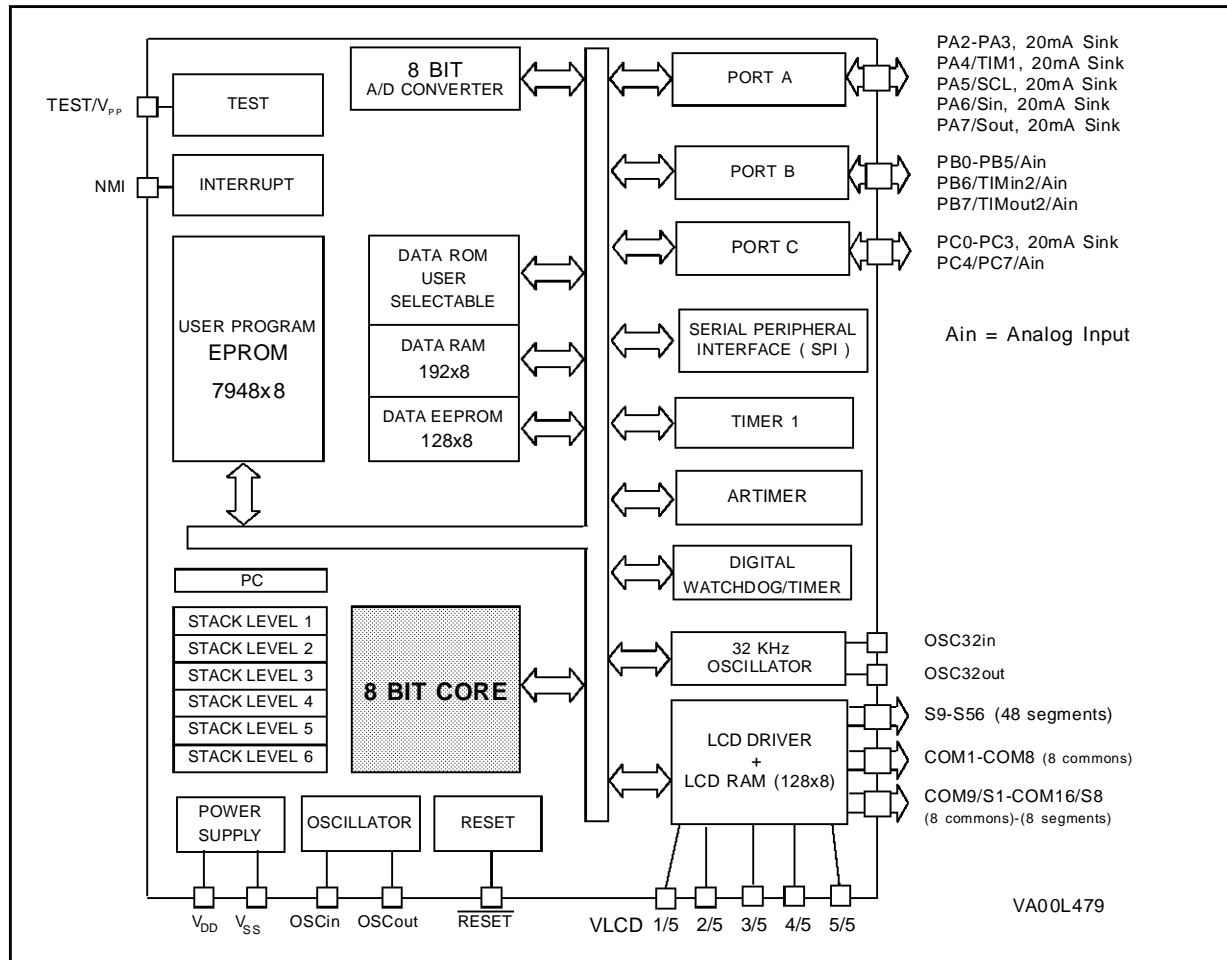 TEST/VPP
TEST
NMI
INTERRUPT
8 BIT
A/D CONVERTER
USER PROGRAM
EPROM
7948x8
DATA ROM
USER
SELECTABLE
DATA RAM
192x8
DATA EEPROM
128x8
PC
STACK LEVEL 1
STACK LEVEL 2
STACK LEVEL 3
STACK LEVEL 4
STACK LEVEL 5
STACK LEVEL 6
8 BIT CORE
POWER
SUPPLY
OSCILLATOR
RESET
VDD
VSS
OSCin
OSCout
RESET
PORT A
PA2-PA3, 20mA Sink
PA4/TIM1, 20mA Sink
PA5/SCL, 20mA Sink
PA6/Sin, 20mA Sink
PA7/Sout, 20mA Sink
PORT B
PB0-PB5/Ain
PB6/TIMin2/Ain
PB7/TIMout2/Ain
PORT C
PC0-PC3, 20mA Sink
PC4/PC7/Ain
SERIAL PERIPHERAL
INTERFACE ( SPI )
Ain = Analog Input
TIMER 1
ARTIMER
DIGITAL
WATCHDOG/TIMER
32 KHz
OSCILLATOR
OSC32in
OSC32out
LCD DRIVER
+
LCD RAM (128x8)
S9-S56 (48 segments)
COM1-COM8 (8 commons)
COM9/S1-COM16/S8
(8 commons)-(8 segments)
VLCD 1/5 2/5 3/5 4/5 5/5
VA00L479